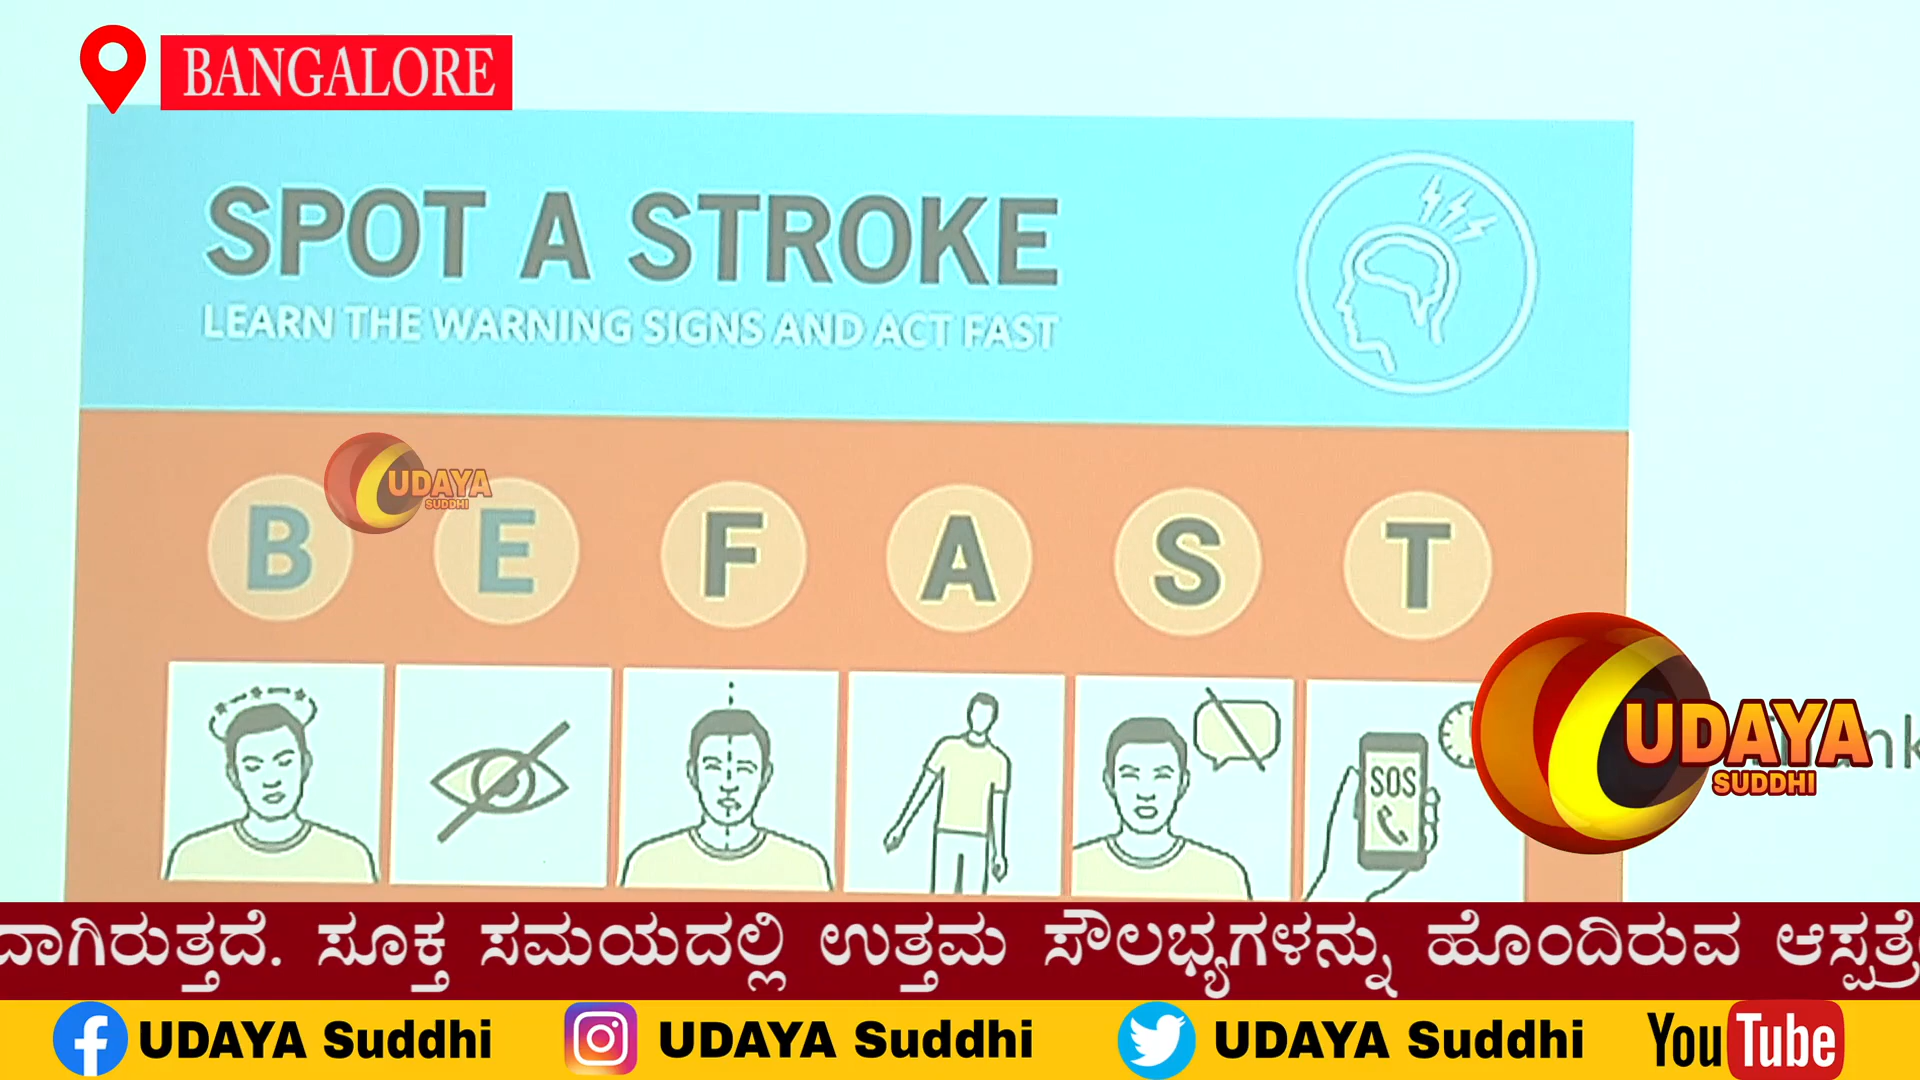 BANGALORE
SPOT A STROKE
LEARN THE WARNING SIGNS AND ACT FAST
UDAYA
SUDDHI
B E F A S T
SOS
UDAYA
SUDDHI
ದಾಗಿರುತ್ತದೆ. ಸೂಕ್ತ ಸಮಯದಲ್ಲಿ ಉತ್ತಮ ಸೌಲಭ್ಯಗಳನ್ನು ಹೊಂದಿರುವ ಆಸ್ಪತ್ರೆ
UDAYA Suddhi UDAYA Suddhi UDAYA Suddhi YouTube